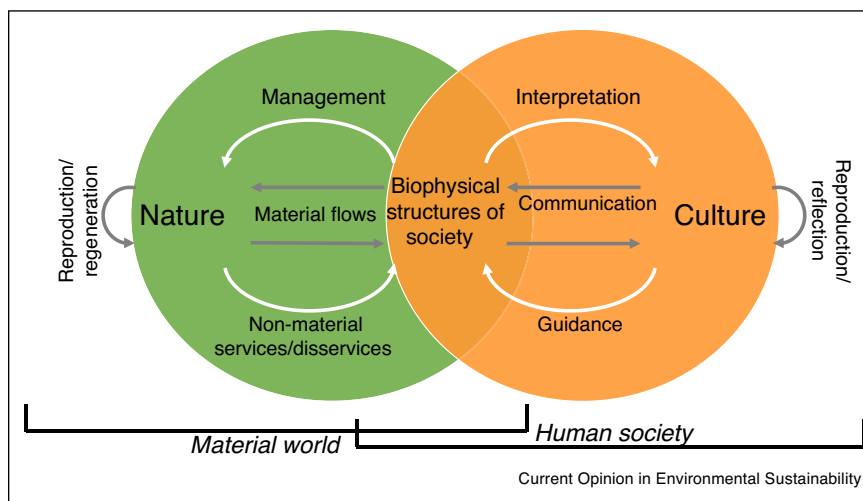 Management
Interpretation
Reproduction/
regeneration
Nature
Material flows
Biophysical
structures of
society
Communication
Culture
Reproduction/
reflection
Non-material
services/disservices
Guidance
Material world
Human society
Current Opinion in Environmental Sustainability